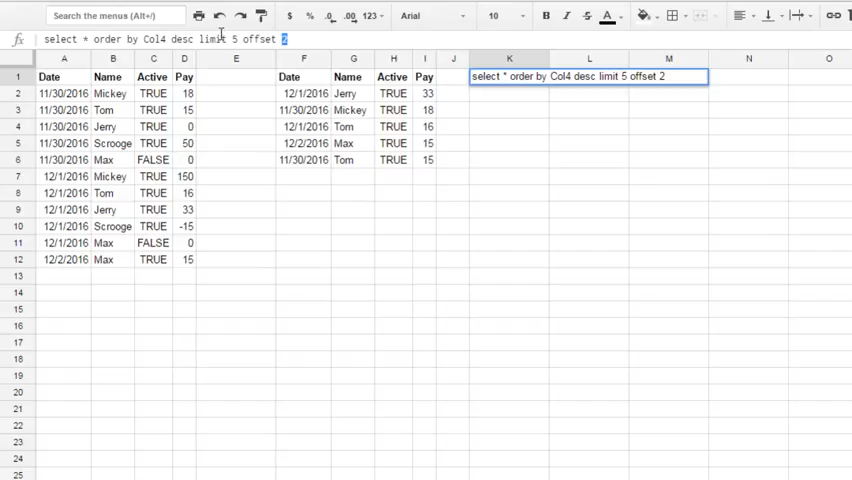 Search the menus (Alt+/) $ % .0 .00 123 Arial 10 B I S A
fx select * order by Col4 desc limit 5 offset 2
A B C D E F G H I J K L M N O
1 Date Name Active Pay Date Name Active Pay select * order by Col4 desc limit 5 offset 2
2 11/30/2016 Mickey TRUE 18 12/1/2016 Jerry TRUE 33
3 11/30/2016 Tom TRUE 15 11/30/2016 Mickey TRUE 18
4 11/30/2016 Jerry TRUE 0 12/1/2016 Tom TRUE 16
5 11/30/2016 Scrooge TRUE 50 12/2/2016 Max TRUE 15
6 11/30/2016 Max FALSE 0 11/30/2016 Tom TRUE 15
7 12/1/2016 Mickey TRUE 150
8 12/1/2016 Tom TRUE 16
9 12/1/2016 Jerry TRUE 33
10 12/1/2016 Scrooge TRUE -15
11 12/1/2016 Max FALSE 0
12 12/2/2016 Max TRUE 15
13
14
15
16
17
18
19
20
21
22
23
24
25